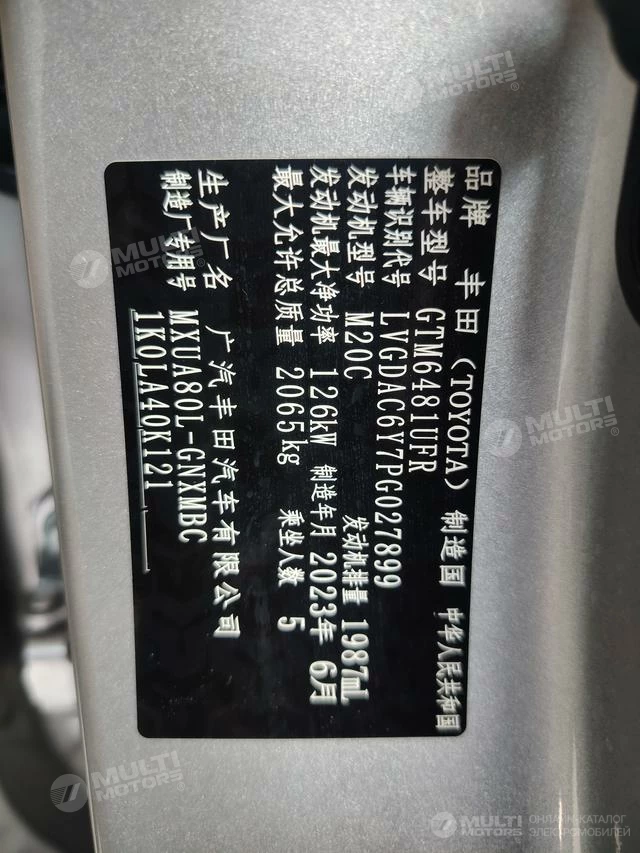 品牌 丰田 (TOYOTA) 制造国 中华人民共和国
整车型号 GTM6481UFR
车辆识别代号 LVGDAC6Y7PG027899
发动机型号 M20C 发动机排量 1987mL
发动机最大净功率 126kW 制造年月 2023年 6月
最大允许总质量 2065kg 乘坐人数 5
生产厂名 广汽丰田汽车有限公司
制造厂专用号 MXUA80L-GNXMBC
1K0LA40K121
MULTI MOTORS®
MULTI MOTORS®
MULTI MOTORS®
MULTI MOTORS®
MULTI MOTORS® ОНЛАЙН-КАТАЛОГ ЭЛЕКТРОМОБИЛЕЙ